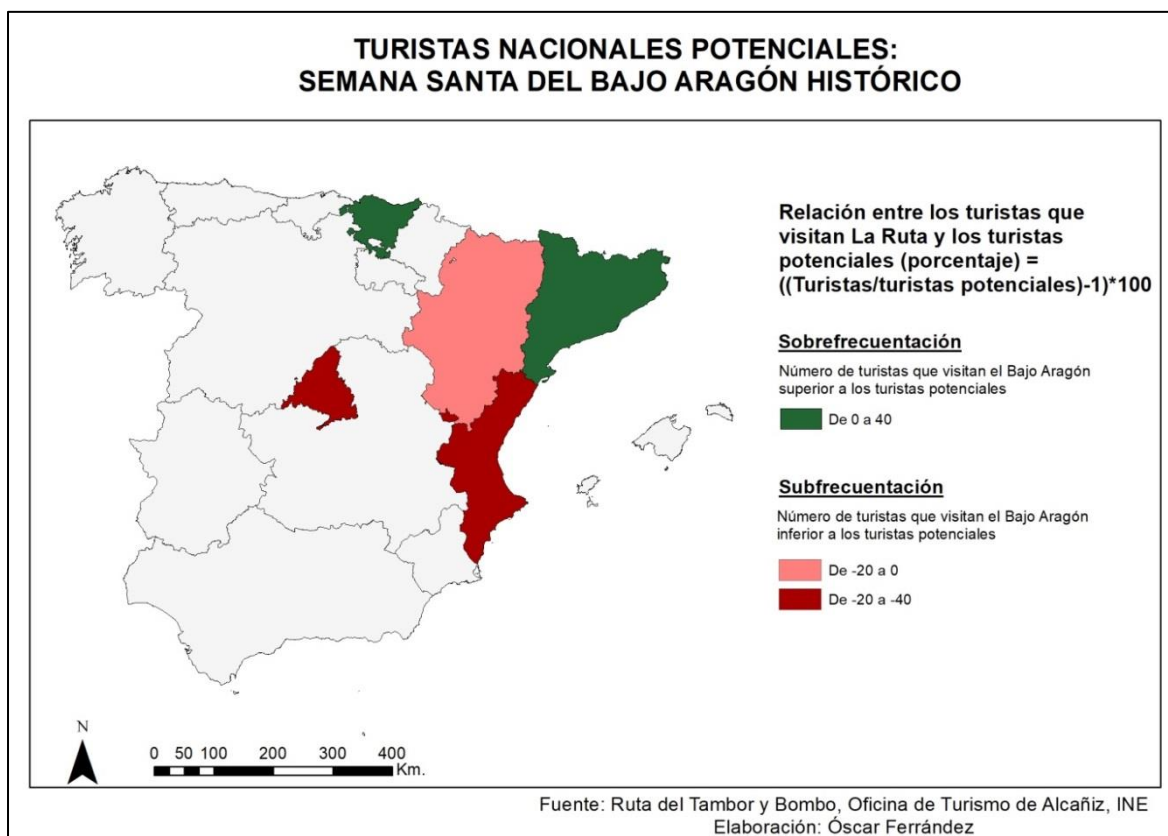 TURISTAS NACIONALES POTENCIALES:
SEMANA SANTA DEL BAJO ARAGÓN HISTÓRICO
Relación entre los turistas que
visitan La Ruta y los turistas
potenciales (porcentaje) =
((Turistas/turistas potenciales)-1)*100
Sobrefrecuentación
Número de turistas que visitan el Bajo Aragón
superior a los turistas potenciales
De 0 a 40
Subfrecuentación
Número de turistas que visitan el Bajo Aragón
inferior a los turistas potenciales
De -20 a 0
De -20 a -40
N
0 50 100 200 300 400
Km.
Fuente: Ruta del Tambor y Bombo, Oficina de Turismo de Alcañiz, INE
Elaboración: Óscar Ferrández